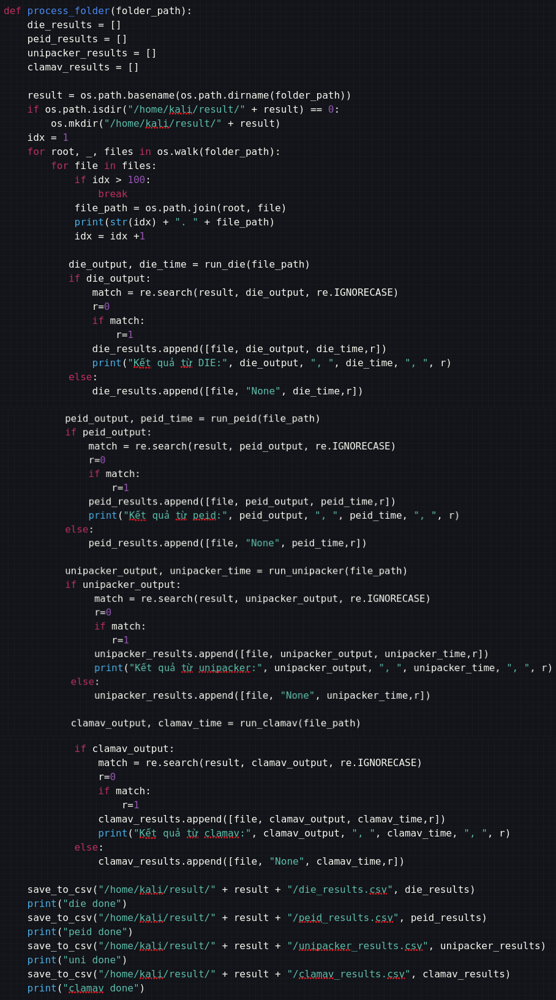 def process_folder(folder_path):
    die_results = []
    peid_results = []
    unipacker_results = []
    clamav_results = []

    result = os.path.basename(os.path.dirname(folder_path))
    if os.path.isdir("/home/kali/result/" + result) == 0:
        os.mkdir("/home/kali/result/" + result)
    idx = 1
    for root, _, files in os.walk(folder_path):
        for file in files:
            if idx > 100:
                break
            file_path = os.path.join(root, file)
            print(str(idx) + ". " + file_path)
            idx = idx +1

            die_output, die_time = run_die(file_path)
            if die_output:
                match = re.search(result, die_output, re.IGNORECASE)
                r=0
                if match:
                    r=1
                die_results.append([file, die_output, die_time,r])
                print("Kết quả từ DIE:", die_output, ", ", die_time, ", ", r)
            else:
                die_results.append([file, "None", die_time,r])

            peid_output, peid_time = run_peid(file_path)
            if peid_output:
                match = re.search(result, peid_output, re.IGNORECASE)
                r=0
                if match:
                    r=1
                peid_results.append([file, peid_output, peid_time,r])
                print("Kết quả từ peid:", peid_output, ", ", peid_time, ", ", r)
            else:
                peid_results.append([file, "None", peid_time,r])

            unipacker_output, unipacker_time = run_unipacker(file_path)
            if unipacker_output:
                match = re.search(result, unipacker_output, re.IGNORECASE)
                r=0
                if match:
                   r=1
                unipacker_results.append([file, unipacker_output, unipacker_time,r])
                print("Kết quả từ unipacker:", unipacker_output, ", ", unipacker_time, ", ", r)
            else:
                unipacker_results.append([file, "None", unipacker_time,r])

            clamav_output, clamav_time = run_clamav(file_path)

            if clamav_output:
                match = re.search(result, clamav_output, re.IGNORECASE)
                r=0
                if match:
                    r=1
                clamav_results.append([file, clamav_output, clamav_time,r])
                print("Kết quả từ clamav:", clamav_output, ", ", clamav_time, ", ", r)
            else:
                clamav_results.append([file, "None", clamav_time,r])

    save_to_csv("/home/kali/result/" + result + "/die_results.csv", die_results)
    print("die done")
    save_to_csv("/home/kali/result/" + result + "/peid_results.csv", peid_results)
    print("peid done")
    save_to_csv("/home/kali/result/" + result + "/unipacker_results.csv", unipacker_results)
    print("uni done")
    save_to_csv("/home/kali/result/" + result + "/clamav_results.csv", clamav_results)
    print("clamav done")